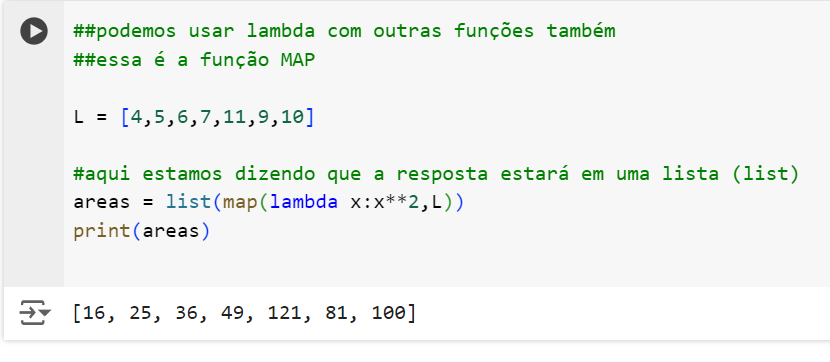 ##podemos usar lambda com outras funções também
##essa é a função MAP
L = [4,5,6,7,11,9,10]
#aqui estamos dizendo que a resposta estará em uma lista (list)
areas = list(map(lambda x:x**2,L))
print(areas)
[16, 25, 36, 49, 121, 81, 100]